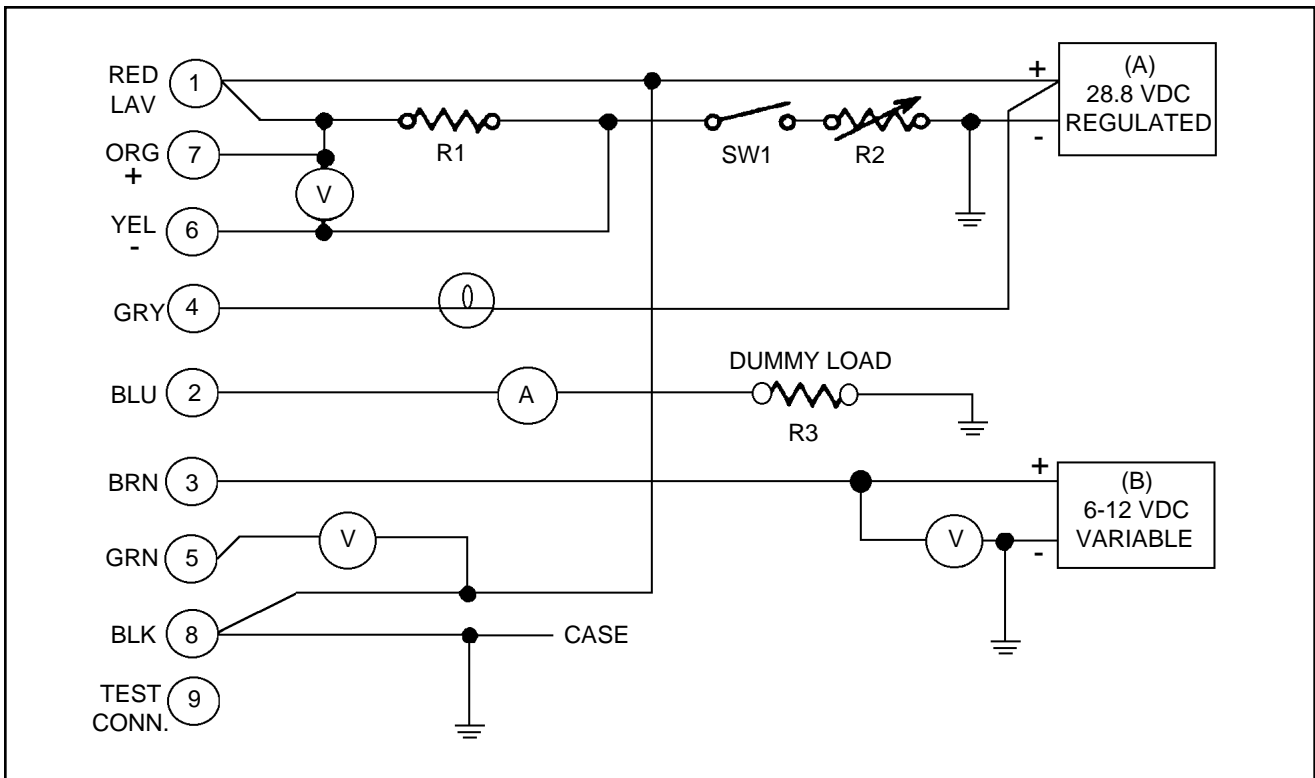 RED
LAV
1
+
(A)
28.8 VDC
REGULATED
-
R1
SW1
R2
ORG
+
7
V
YEL
-
6
GRY
4
BLU
2
A
DUMMY LOAD
R3
BRN
3
+
(B)
6-12 VDC
VARIABLE
-
V
GRN
5
V
BLK
8
CASE
TEST
CONN.
9